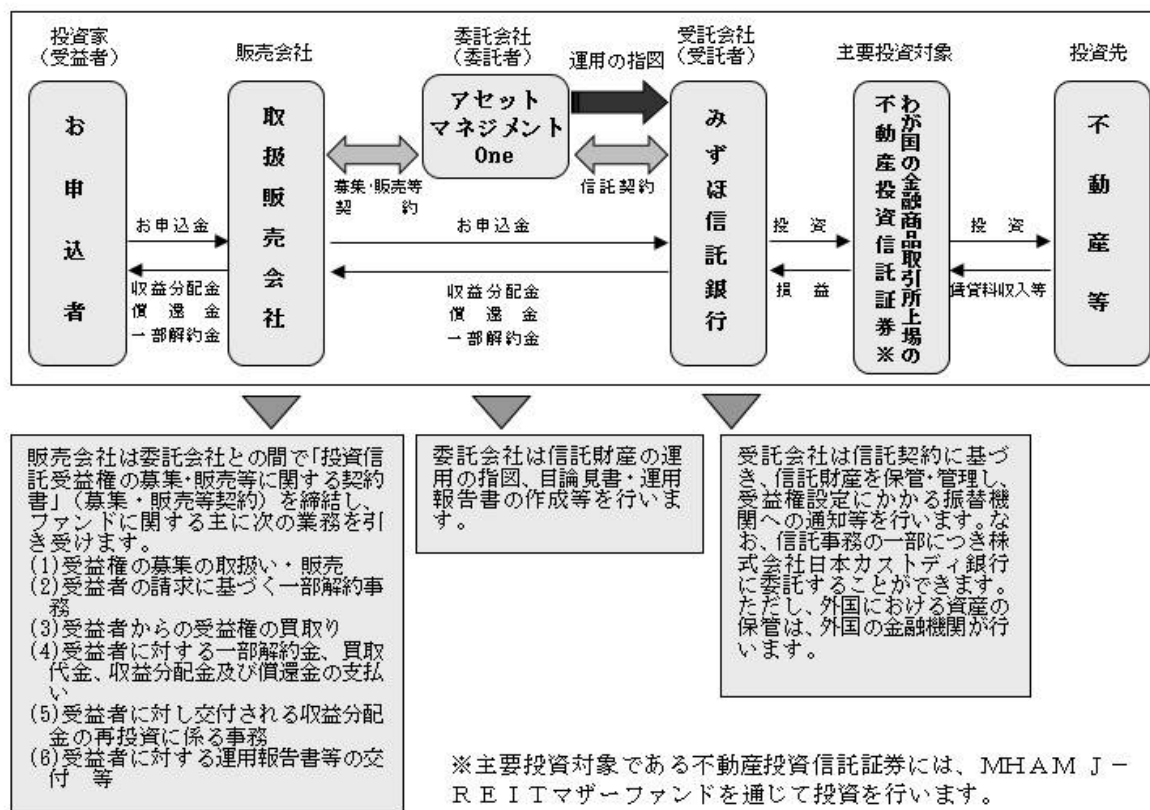 投資家
(受益者)
販売会社
委託会社
(委託者)
運用の指図
受託会社
(受託者)
主要投資対象
投資先
お申込者
取扱販売会社
アセット
マネジメント
One
みずほ信託銀行
わが国の金融商品取引所上場の
不動産投資信託証券※
不動産等
募集・販売等
契約
信託契約
お申込金
収益分配金
償還金
一部解約金
お申込金
収益分配金
償還金
一部解約金
投資
損益
投資
賃貸料収入等
販売会社は委託会社との間で「投資信
託受益権の募集・販売等に関する契約
書」(募集・販売等契約)を締結し、
ファンドに関する主に次の業務を引
き受けます。
(1)受益権の募集の取扱い・販売
(2)受益者の請求に基づく一部解約事
務
(3)受益者からの受益権の買取り
(4)受益者に対する一部解約金、買取
代金、収益分配金及び償還金の支払
い
(5)受益者に対し交付される収益分配
金の再投資に係る事務
(6)受益者に対する運用報告書等の交
付 等
委託会社は信託財産の運
用の指図、目論見書・運用
報告書の作成等を行いま
す。
受託会社は信託契約に基づ
き、信託財産を保管・管理し、
受益権設定にかかる振替機
関への通知等を行います。な
お、信託事務の一部につき株
式会社日本カストディ銀行
に委託することができます。
ただし、外国における資産の
保管は、外国の金融機関が行
います。
※主要投資対象である不動産投資信託証券には、MHAM J－
REITマザーファンドを通じて投資を行います。